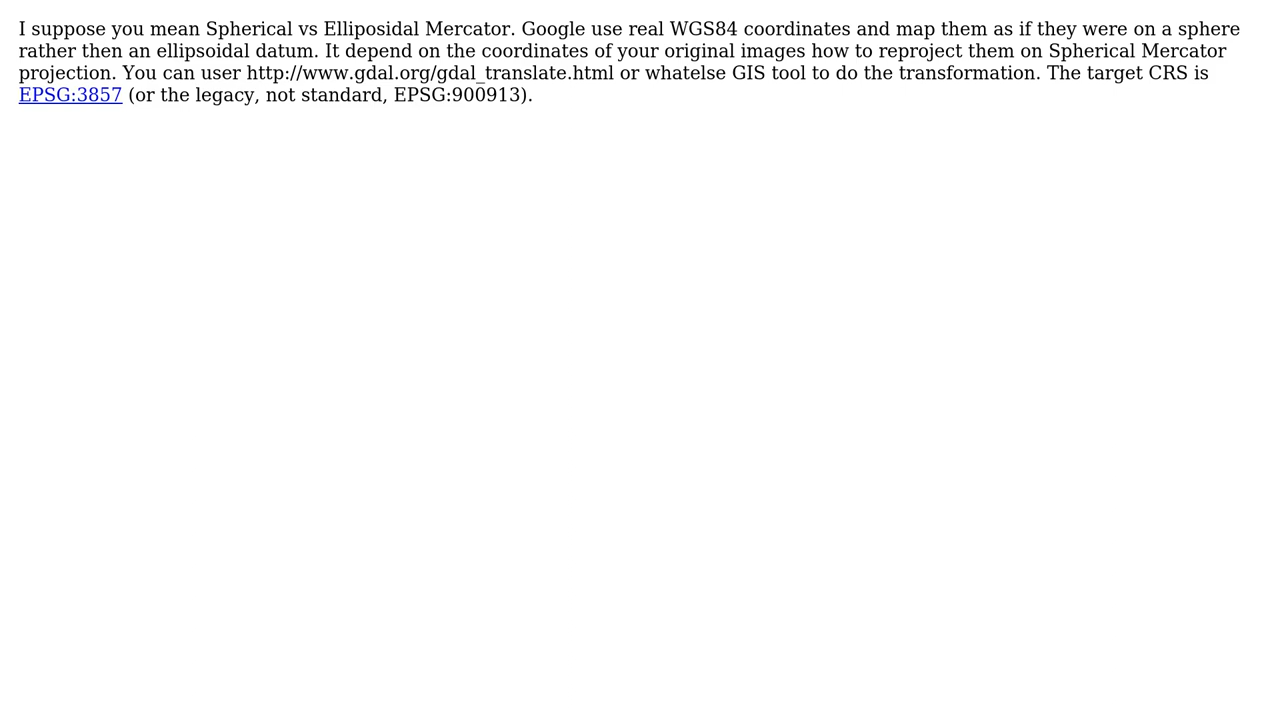 I suppose you mean Spherical vs Elliposidal Mercator. Google use real WGS84 coordinates and map them as if they were on a sphere
rather then an ellipsoidal datum. It depend on the coordinates of your original images how to reproject them on Spherical Mercator
projection. You can user http://www.gdal.org/gdal_translate.html or whatelse GIS tool to do the transformation. The target CRS is
EPSG:3857 (or the legacy, not standard, EPSG:900913).